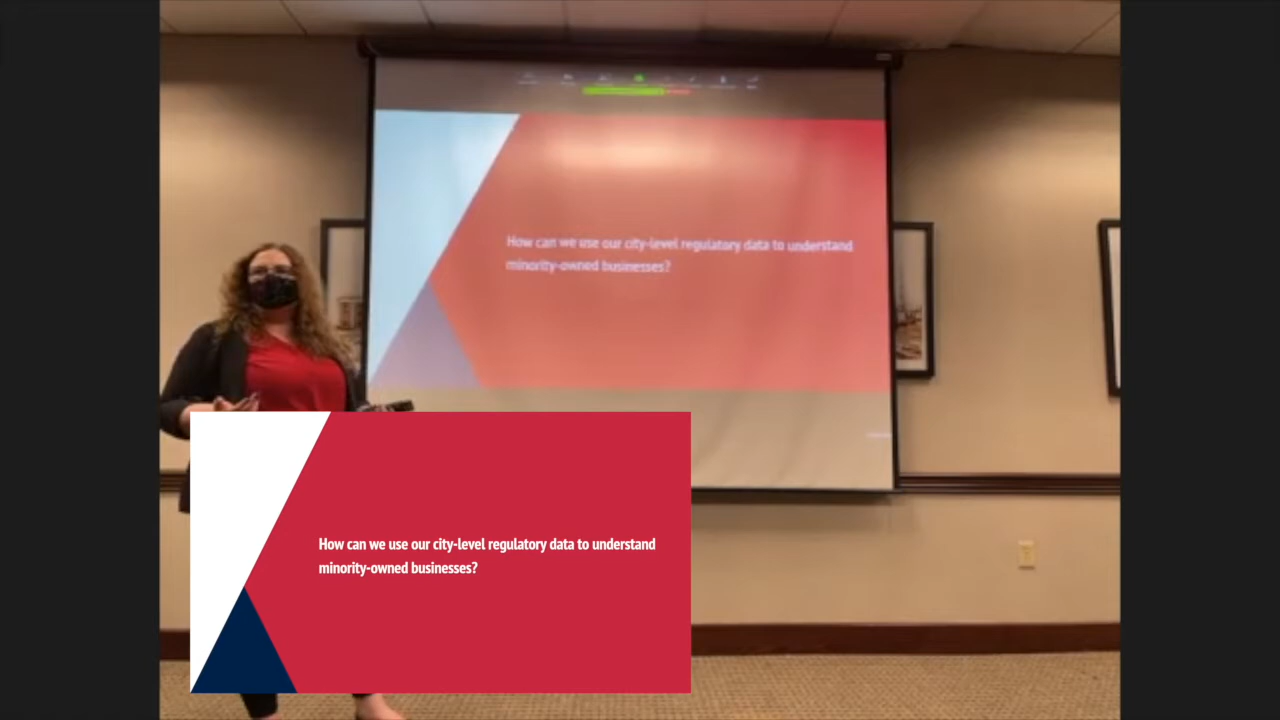 How can we use our city-level regulatory data to understand
minority-owned businesses?
How can we use our city-level regulatory data to understand
minority-owned businesses?